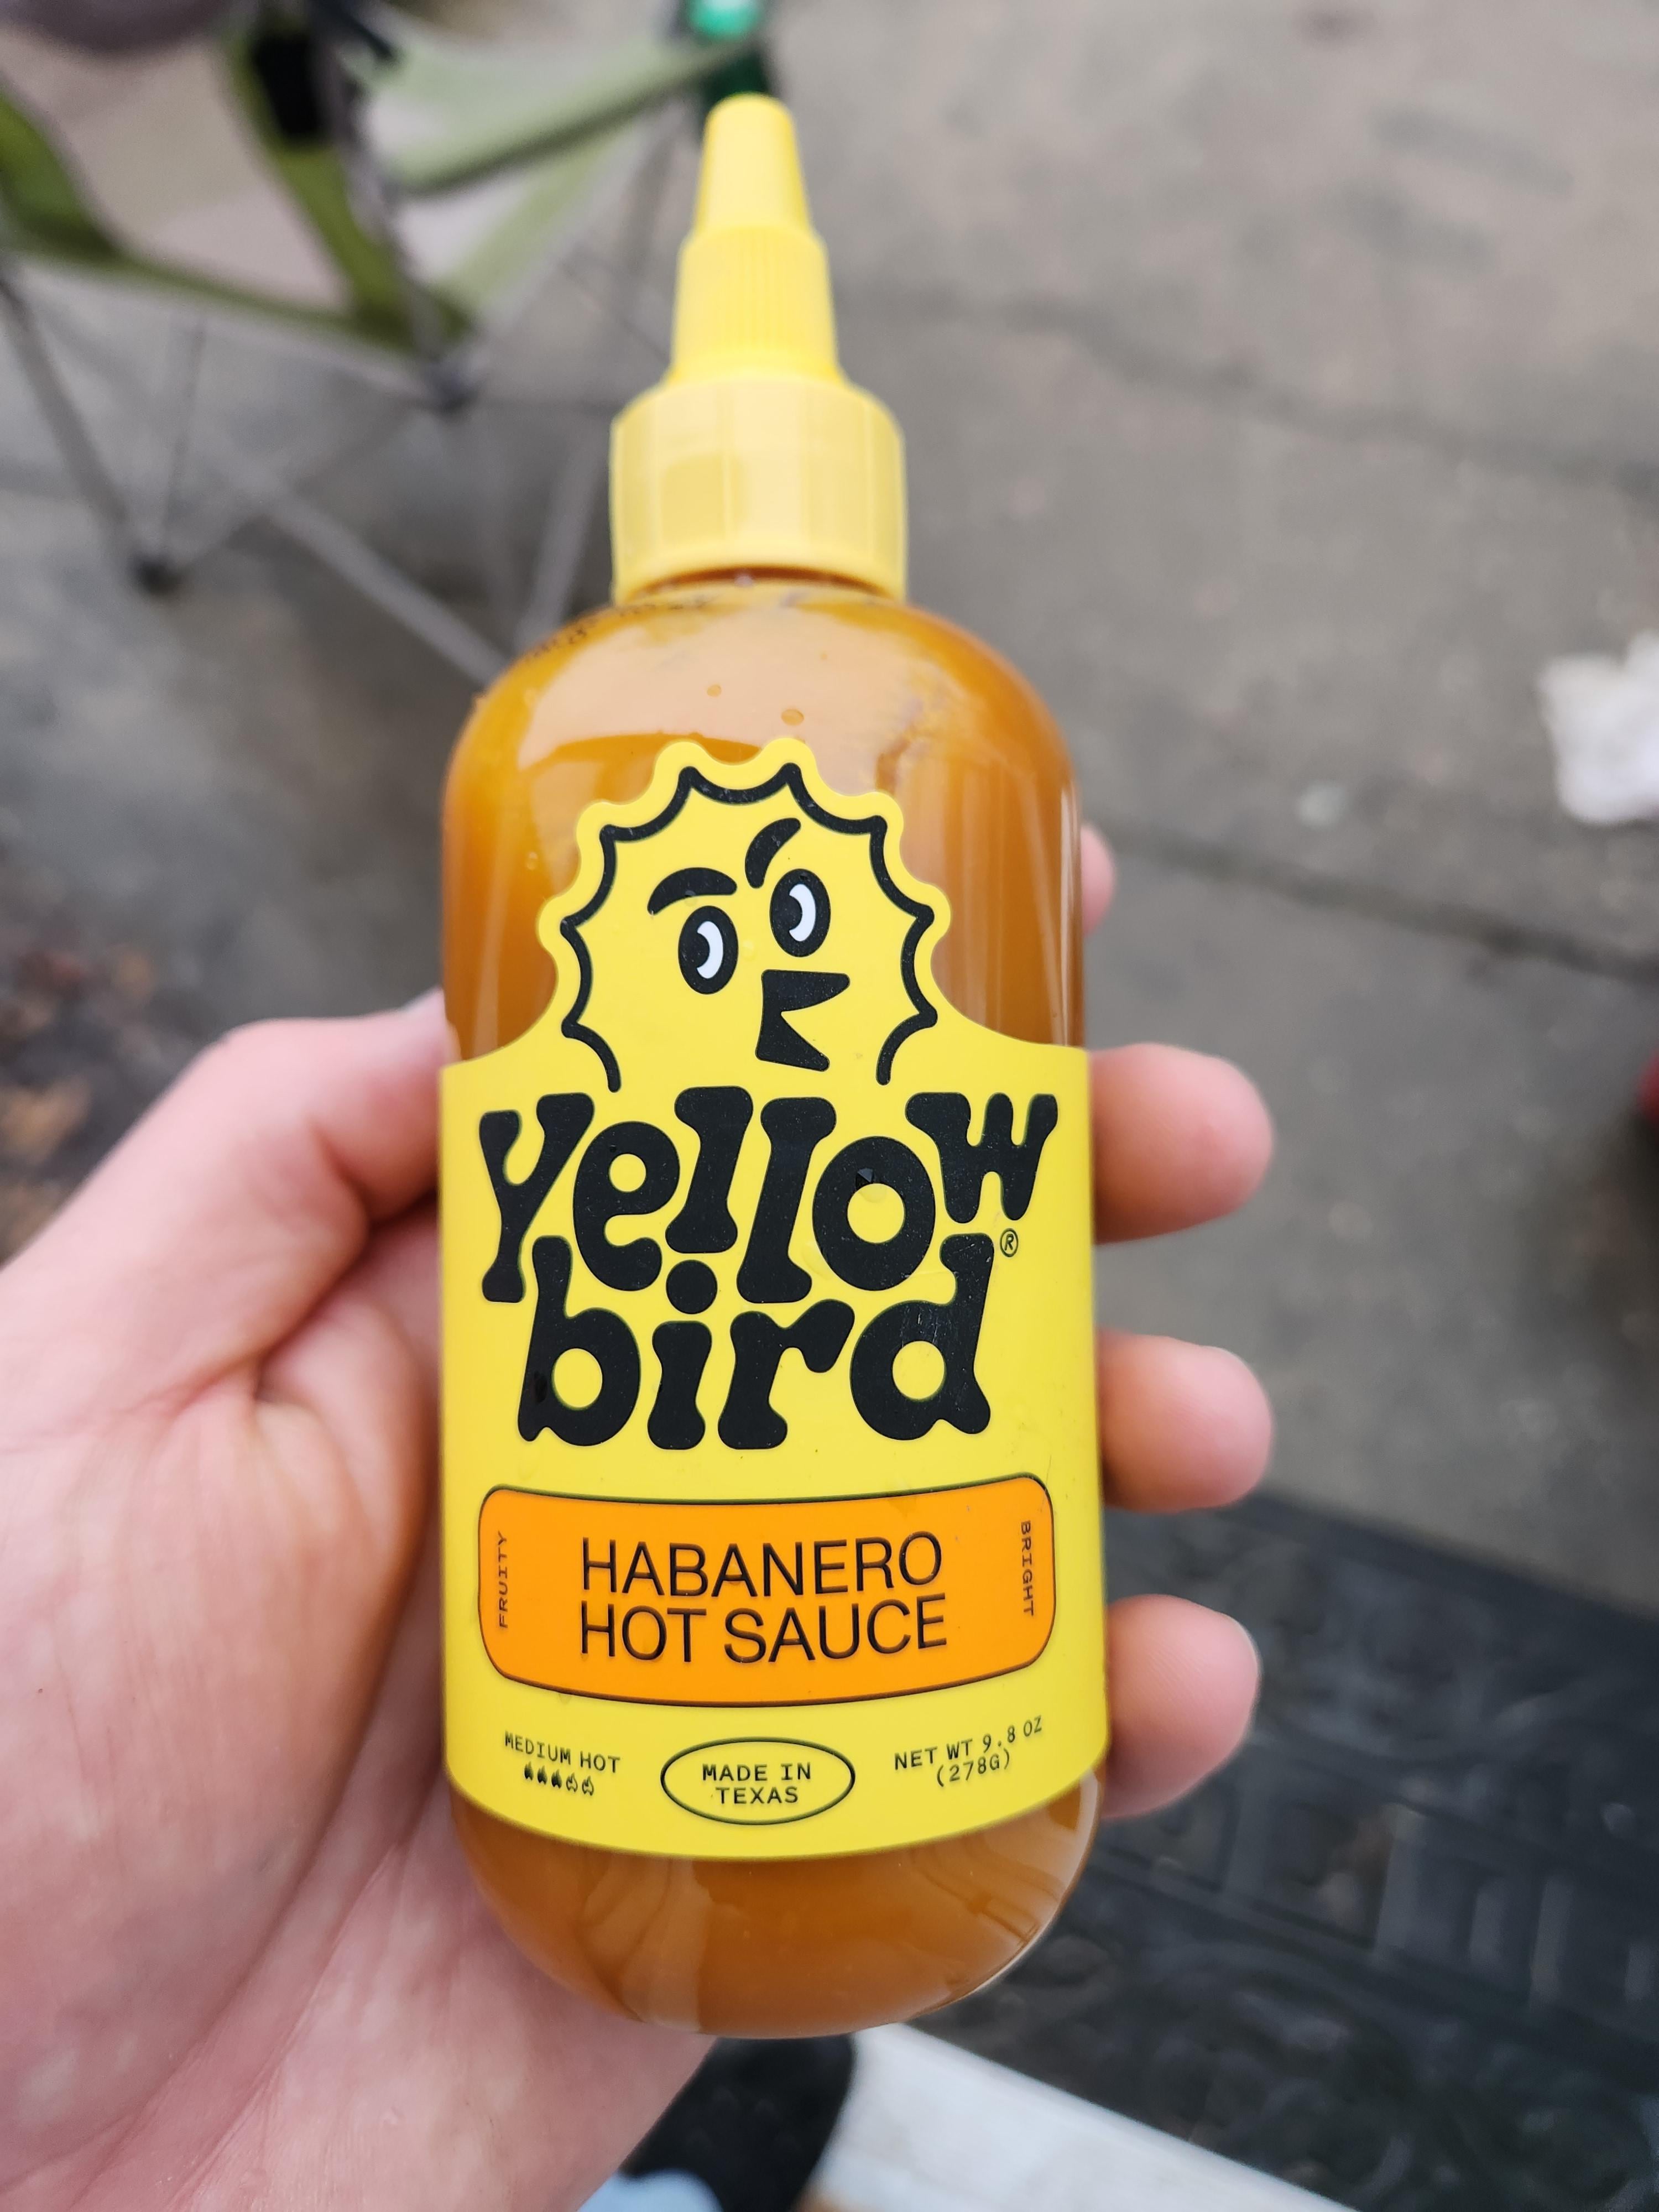 yellow
bird®
FRUITY
HABANERO
HOT SAUCE
BRIGHT
MEDIUM HOT
MADE IN
TEXAS
NET WT 9.8 OZ
(278G)